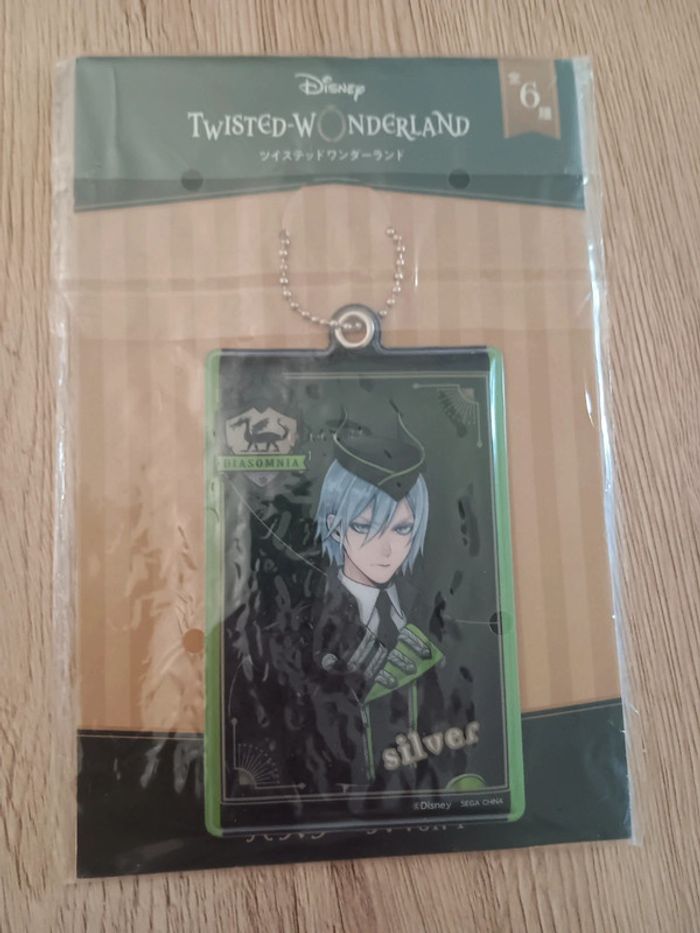 Disney
TWISTED-WONDERLAND
ツイステッドワンダーランド
全6種
DIASOMNIA
silver
©Disney SEGA CHINA